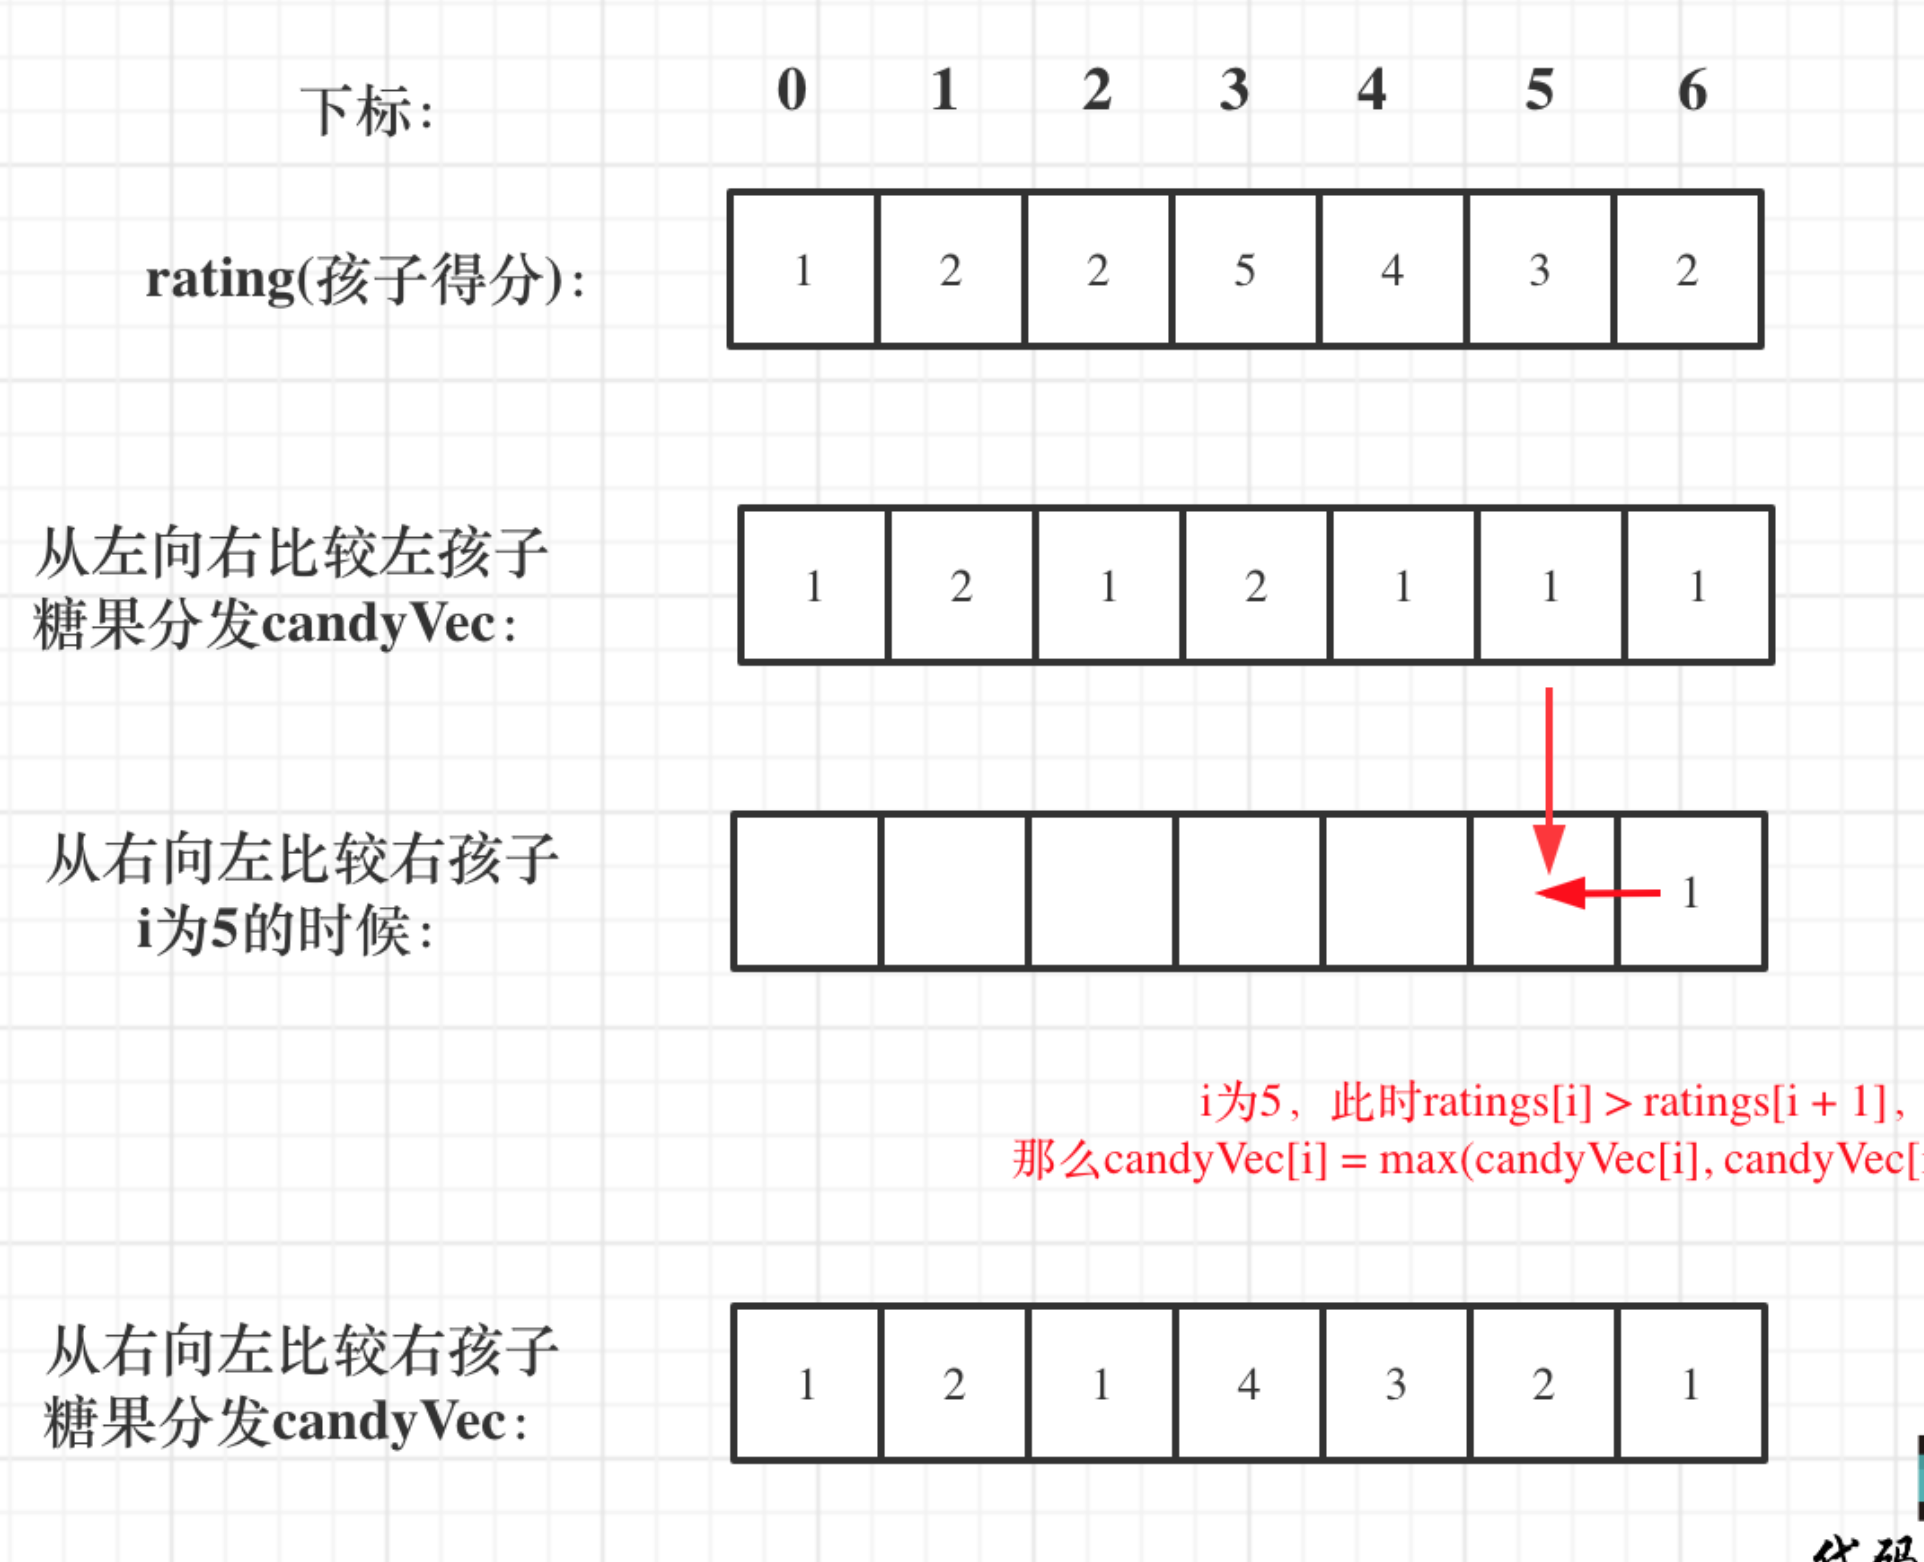 下标： 0 1 2 3 4 5 6
rating(孩子得分)： 1 2 2 5 4 3 2
从左向右比较左孩子
糖果分发candyVec： 1 2 1 2 1 1 1
从右向左比较右孩子
i为5的时候： 1
i为5，此时ratings[i] > ratings[i + 1]，
那么candyVec[i] = max(candyVec[i], candyVec[i
从右向左比较右孩子
糖果分发candyVec： 1 2 1 4 3 2 1
代码